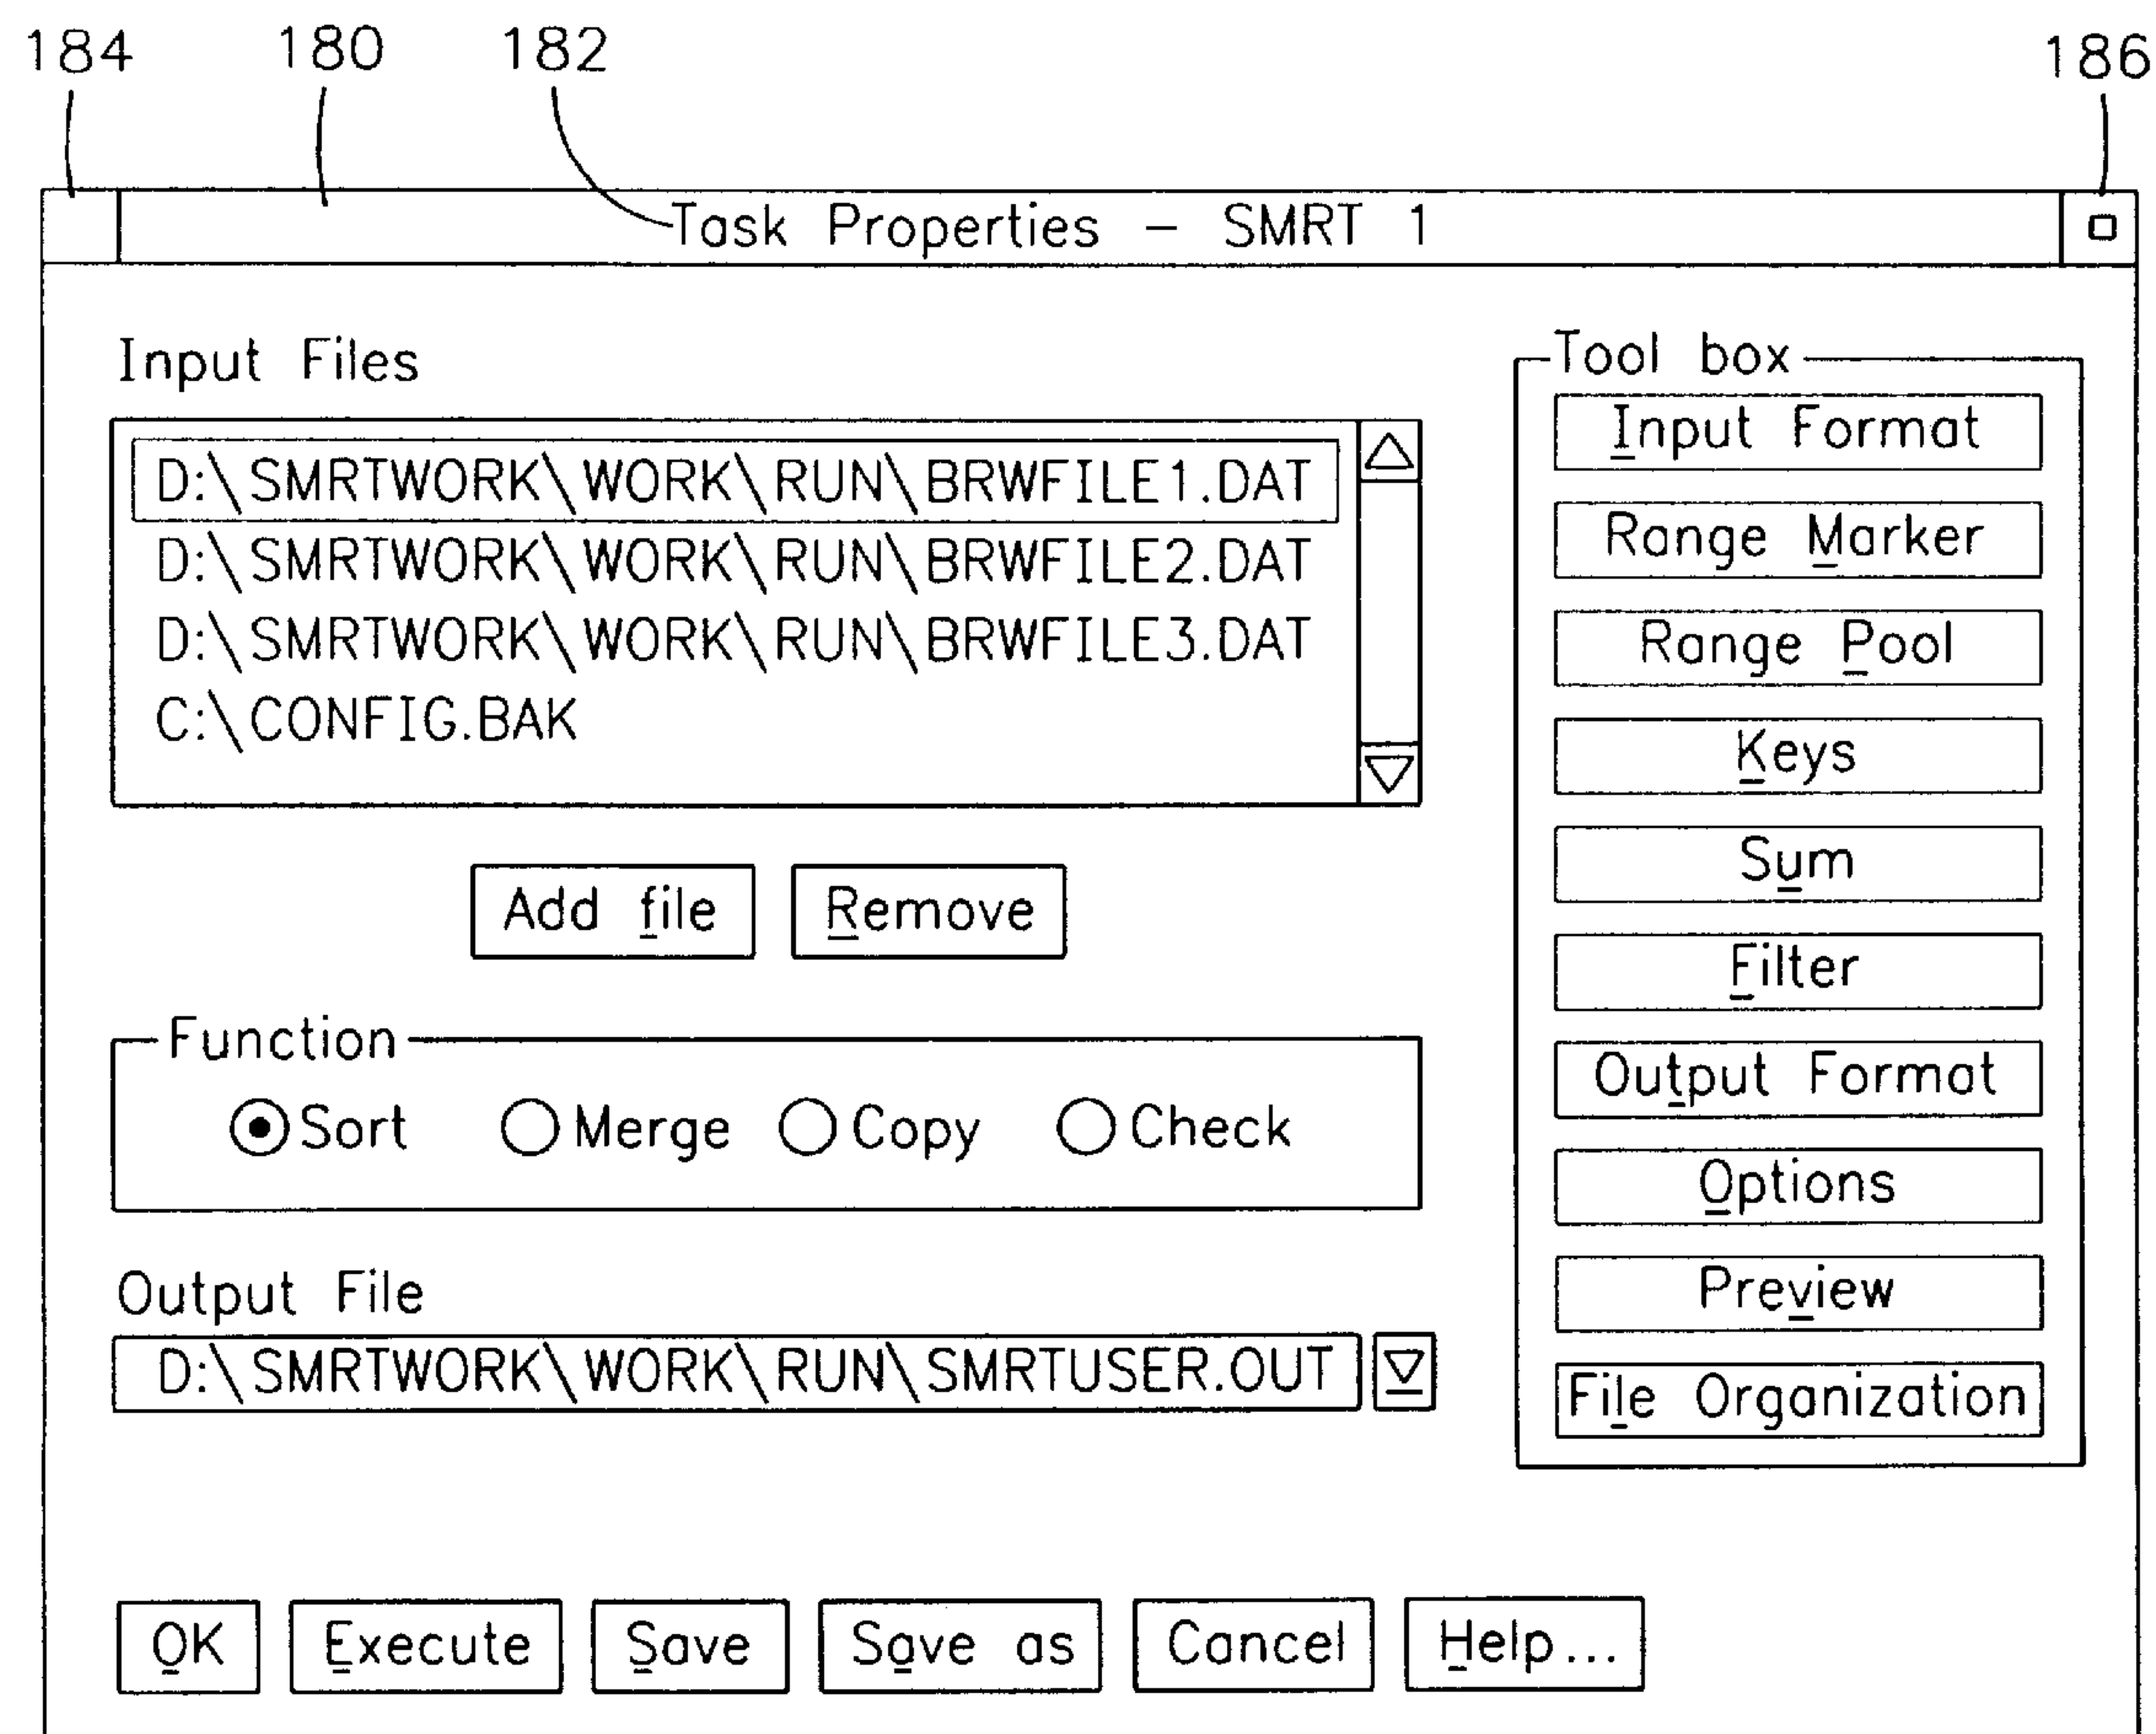 184 180 182 186
Task Properties – SMRT 1
Input Files
D:\SMRTWORK\WORK\RUN\BRWFILE1.DAT
D:\SMRTWORK\WORK\RUN\BRWFILE2.DAT
D:\SMRTWORK\WORK\RUN\BRWFILE3.DAT
C:\CONFIG.BAK
Add file Remove
Function
Sort Merge Copy Check
Output File
D:\SMRTWORK\WORK\RUN\SMRTUSER.OUT
Tool box
Input Format
Range Marker
Range Pool
Keys
Sum
Filter
Output Format
Options
Preview
File Organization
OK Execute Save Save as Cancel Help...